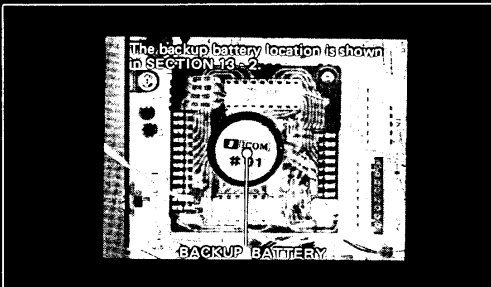 The backup battery location is shown
in SECTION 13 - 2.
ICOM
#01
BACKUP BATTERY